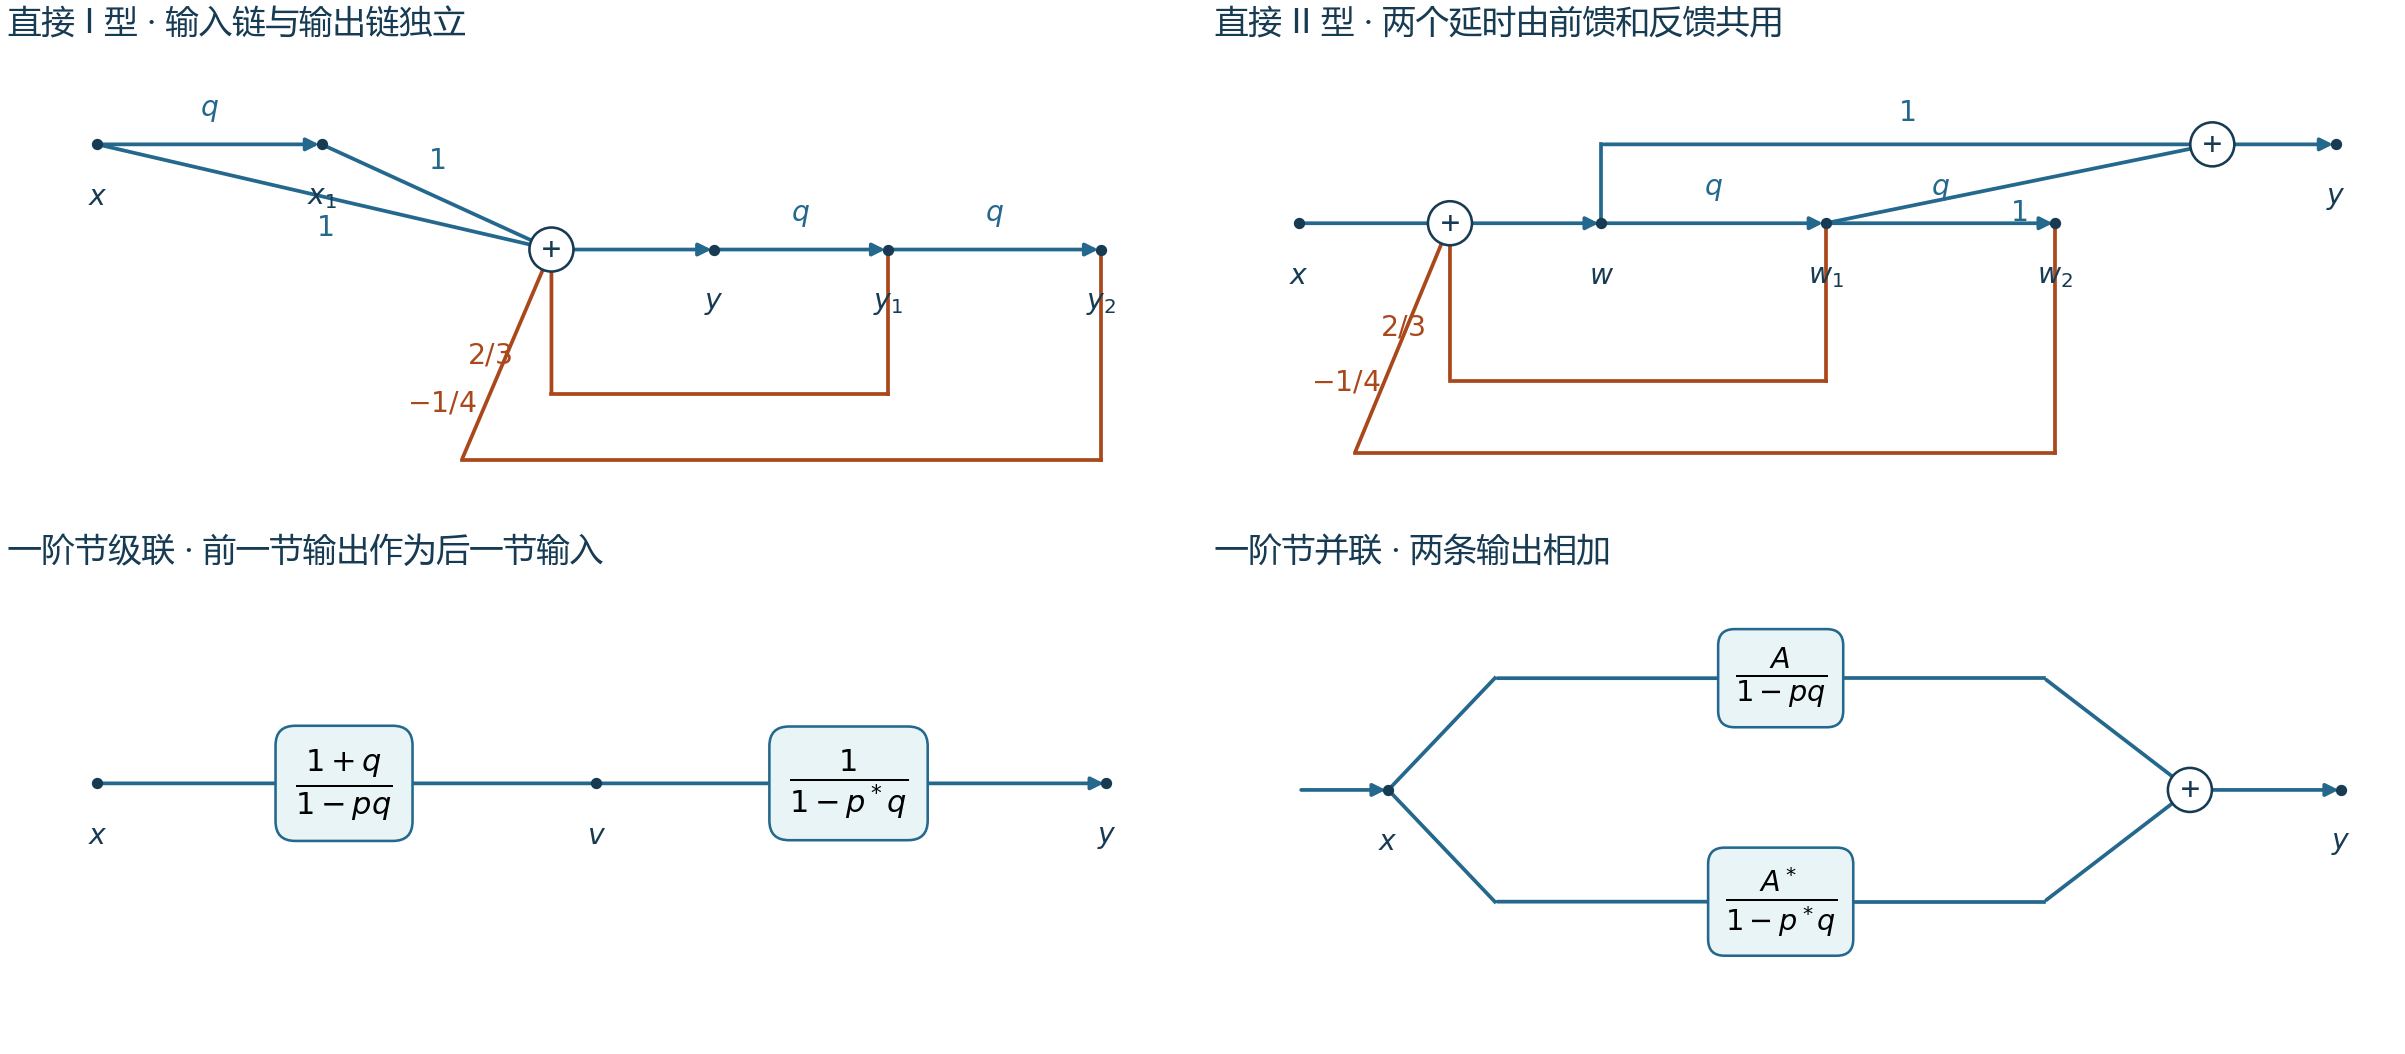 直接 I 型 · 输入链与输出链独立
q
1
x
x₁
1
+
q
q
y
y₁
y₂
2/3
−1/4
直接 II 型 · 两个延时由前馈和反馈共用
1
+
q
q
1
y
+
x
w
w₁
w₂
2/3
−1/4
一阶节级联 · 前一节输出作为后一节输入
1 + q
1 − pq
1
1 − p*q
x
v
y
一阶节并联 · 两条输出相加
A
1 − pq
+
x
y
A*
1 − p*q